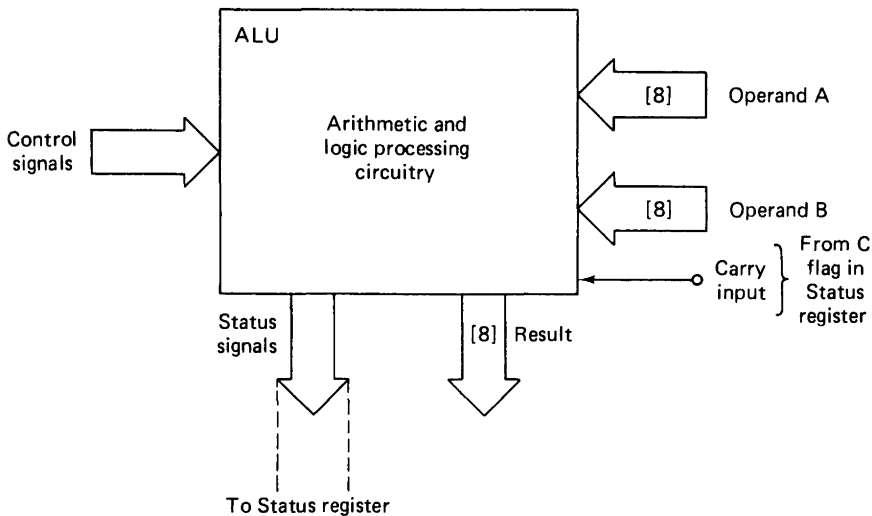 ALU
Arithmetic and
logic processing
circuitry
Control
signals
[8]
Operand A
[8]
Operand B
Carry
input
From C
flag in
Status
register
Status
signals
[8]
Result
To Status register